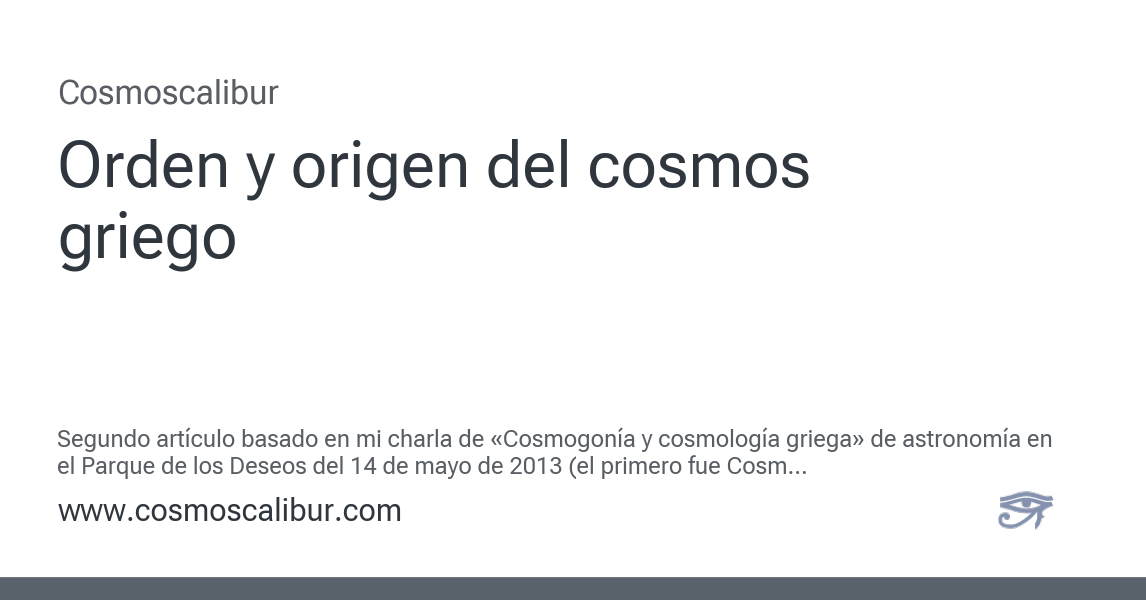 Cosmoscalibur
Orden y origen del cosmos
griego
Segundo artículo basado en mi charla de «Cosmogonía y cosmología griega» de astronomía en
el Parque de los Deseos del 14 de mayo de 2013 (el primero fue Cosm...
www.cosmoscalibur.com